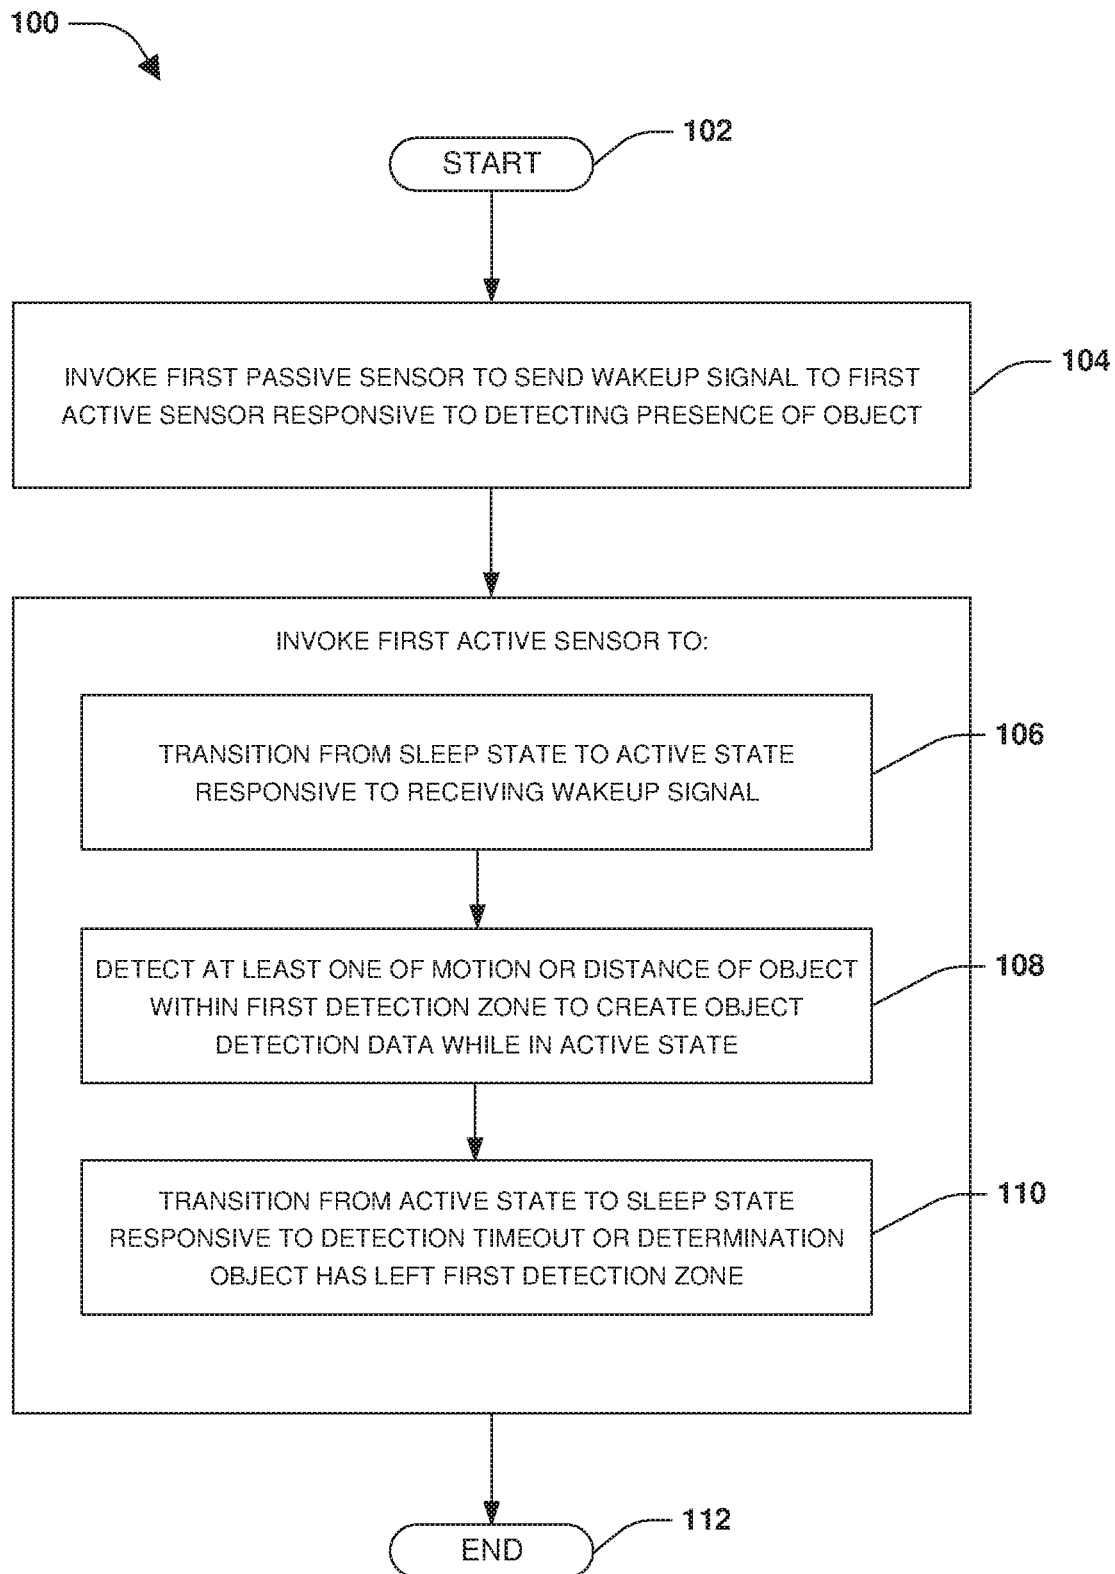 100
START
102
INVOKE FIRST PASSIVE SENSOR TO SEND WAKEUP SIGNAL TO FIRST
ACTIVE SENSOR RESPONSIVE TO DETECTING PRESENCE OF OBJECT
104
INVOKE FIRST ACTIVE SENSOR TO:
TRANSITION FROM SLEEP STATE TO ACTIVE STATE
RESPONSIVE TO RECEIVING WAKEUP SIGNAL
106
DETECT AT LEAST ONE OF MOTION OR DISTANCE OF OBJECT
WITHIN FIRST DETECTION ZONE TO CREATE OBJECT
DETECTION DATA WHILE IN ACTIVE STATE
108
TRANSITION FROM ACTIVE STATE TO SLEEP STATE
RESPONSIVE TO DETECTION TIMEOUT OR DETERMINATION
OBJECT HAS LEFT FIRST DETECTION ZONE
110
END
112